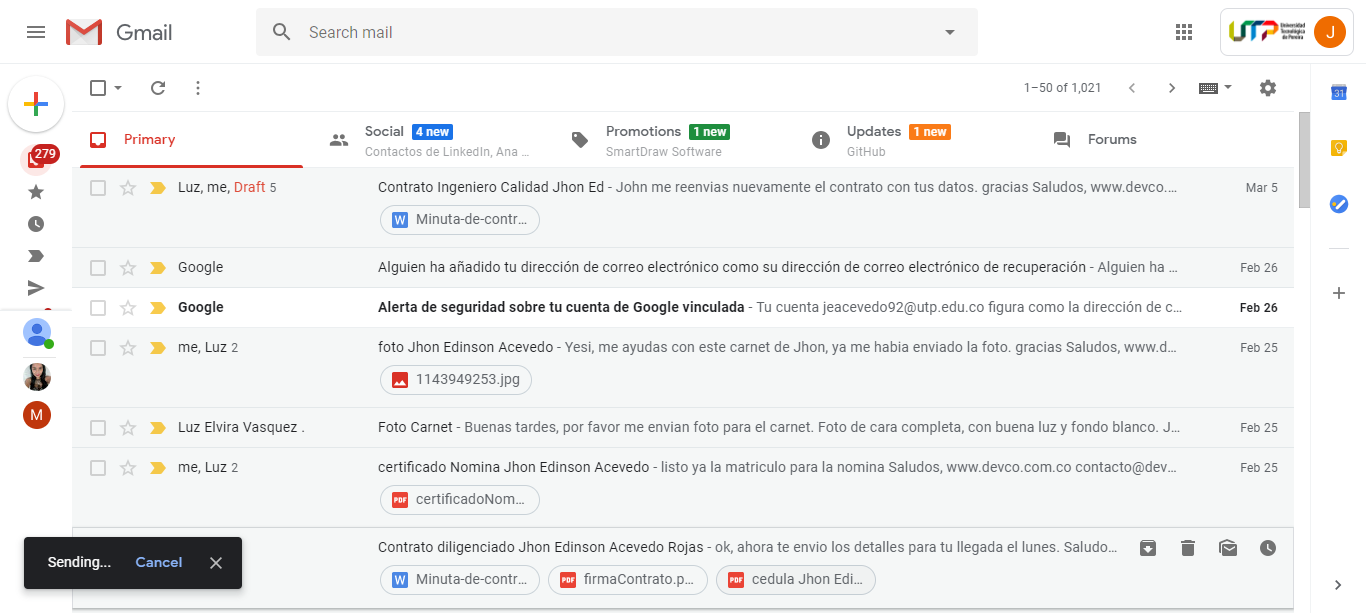 Gmail
Search mail
UTP Universidad Tecnológica de Pereira
J
1–50 of 1,021
31
Primary
Social 4 new
Contactos de LinkedIn, Ana ...
Promotions 1 new
SmartDraw Software
Updates 1 new
GitHub
Forums
279
Luz, me, Draft 5 Contrato Ingeniero Calidad Jhon Ed - John me reenvias nuevamente el contrato con tus datos. gracias Saludos, www.devco.... Mar 5
W Minuta-de-contr...
Google Alguien ha añadido tu dirección de correo electrónico como su dirección de correo electrónico de recuperación - Alguien ha ... Feb 26
Google Alerta de seguridad sobre tu cuenta de Google vinculada - Tu cuenta jeacevedo92@utp.edu.co figura como la dirección de c... Feb 26
me, Luz 2 foto Jhon Edinson Acevedo - Yesi, me ayudas con este carnet de Jhon, ya me habia enviado la foto. gracias Saludos, www.d... Feb 25
1143949253.jpg
M
Luz Elvira Vasquez . Foto Carnet - Buenas tardes, por favor me envian foto para el carnet. Foto de cara completa, con buena luz y fondo blanco. J... Feb 25
me, Luz 2 certificado Nomina Jhon Edinson Acevedo - listo ya la matriculo para la nomina Saludos, www.devco.com.co contacto@dev... Feb 25
PDF certificadoNom...
Contrato diligenciado Jhon Edinson Acevedo Rojas - ok, ahora te envio los detalles para tu llegada el lunes. Saludo...
W Minuta-de-contr... PDF firmaContrato.p... PDF cedula Jhon Edi...
Sending... Cancel